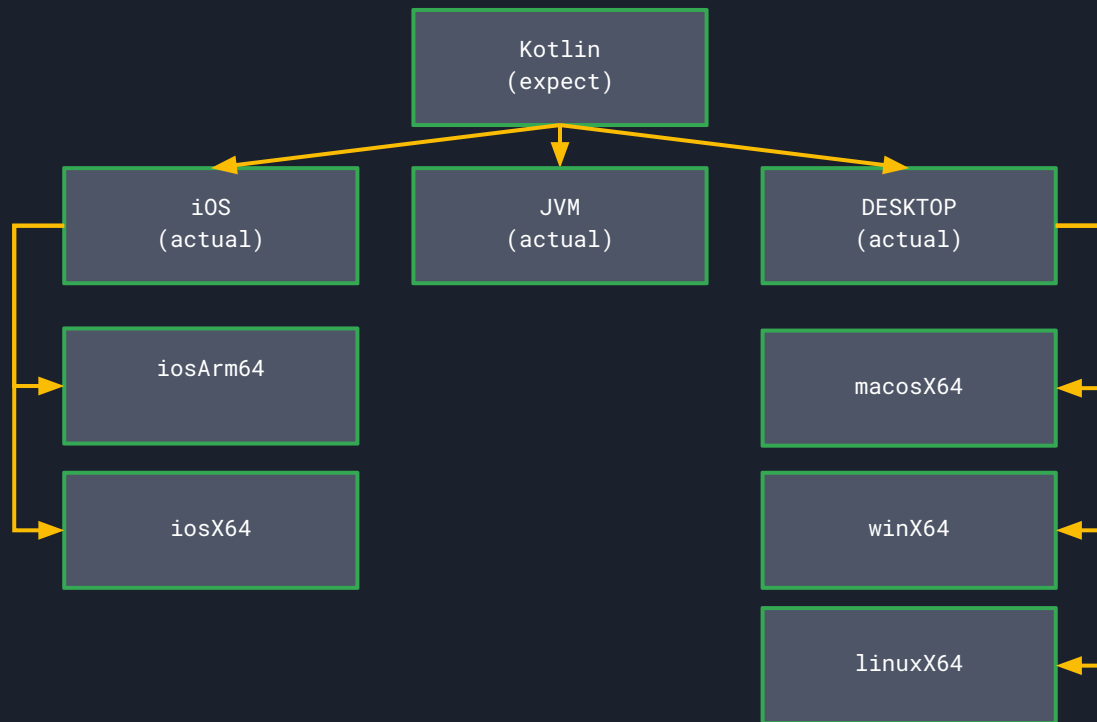 Kotlin
(expect)
iOS
(actual)
JVM
(actual)
DESKTOP
(actual)
iosArm64
macosX64
iosX64
winX64
linuxX64